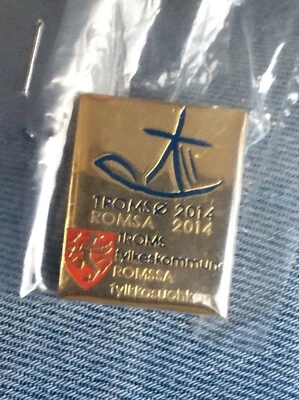 TROMSØ 2014
ROMSA 2014
TROMS
fylkeskommune
ROMSSA
fylkkasuohkan